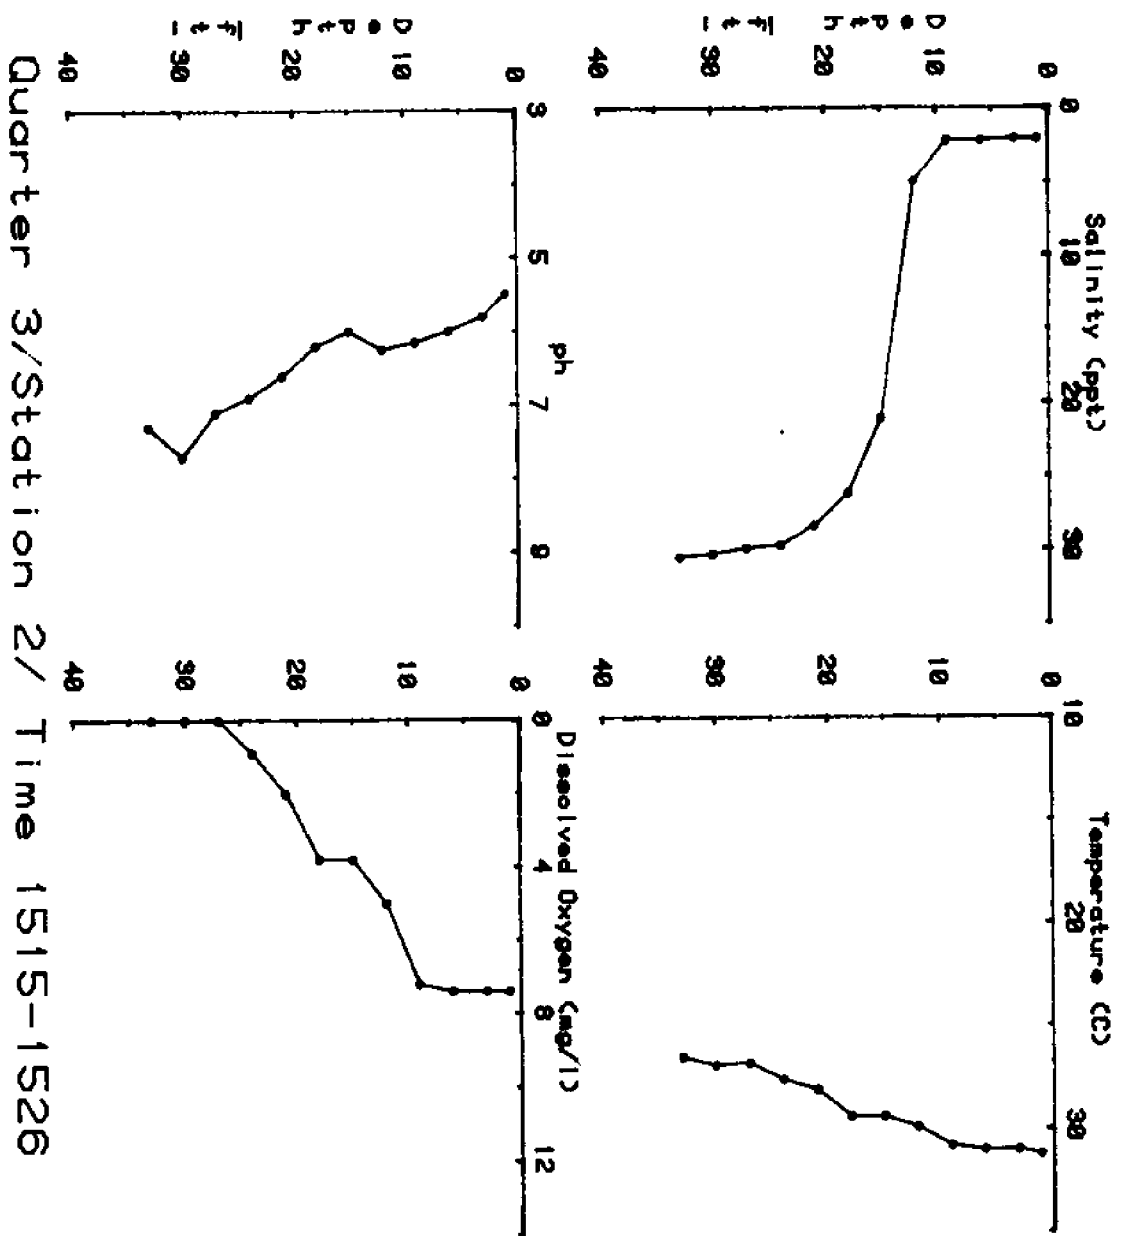 Salinity (ppt)
0 10 20 30
0
10
20
30
40
Depth
ft
Temperature (C)
10 20 30
0
10
20
30
40
ph
3 5 7 9
0
10
20
30
40
Depth
ft
Dissolved Oxygen (mg/l)
0 4 8 12
0
10
20
30
40
Quarter 3/Station 2/ Time 1515-1526